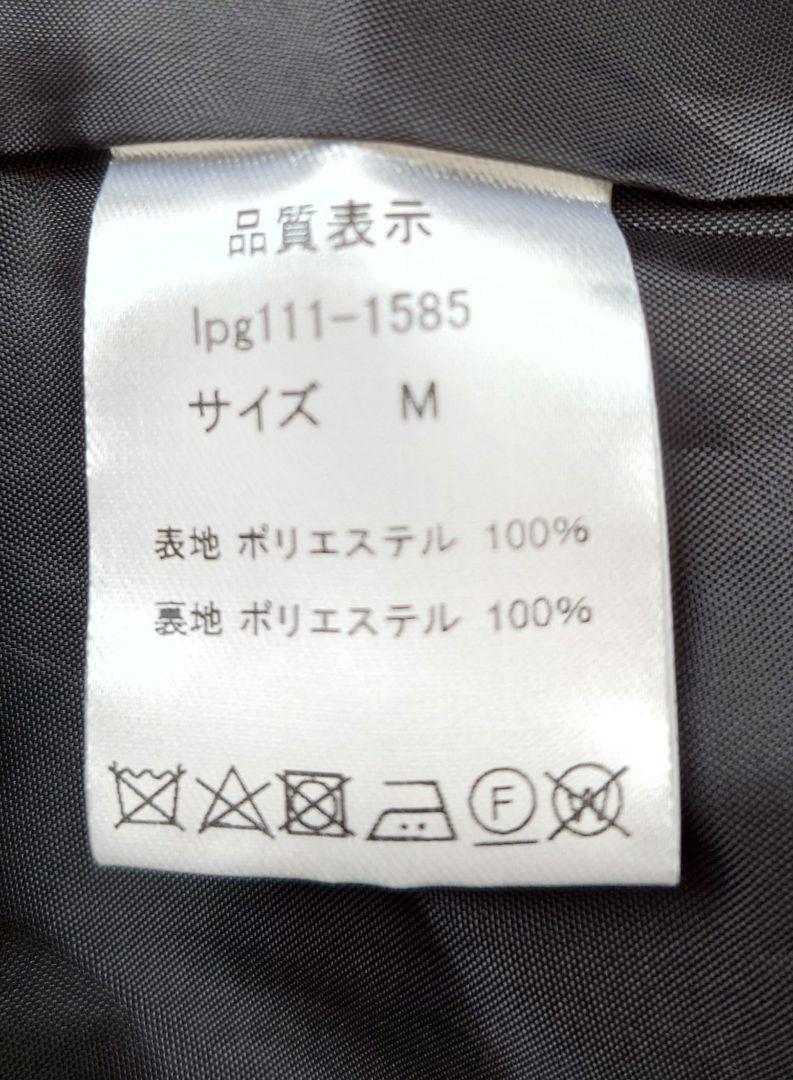 品質表示
lpg111-1585
サイズ M
表地 ポリエステル 100%
裏地 ポリエステル 100%
F W